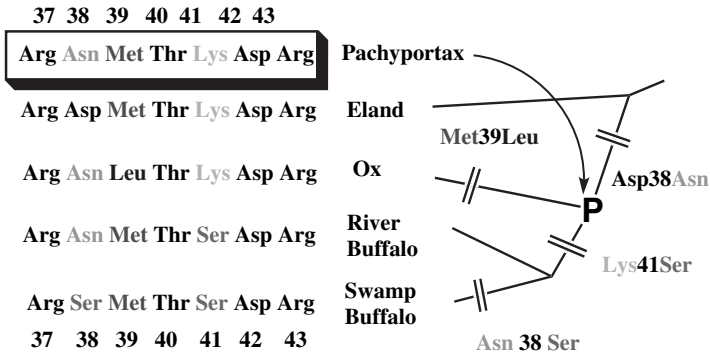 37 38 39 40 41 42 43
Arg Asn Met Thr Lys Asp Arg Pachyportax
Arg Asp Met Thr Lys Asp Arg Eland
Met39Leu
Arg Asn Leu Thr Lys Asp Arg Ox
Asp38Asn
P
Arg Asn Met Thr Ser Asp Arg River
Buffalo
Lys41Ser
Arg Ser Met Thr Ser Asp Arg Swamp
Buffalo
37 38 39 40 41 42 43
Asn 38 Ser